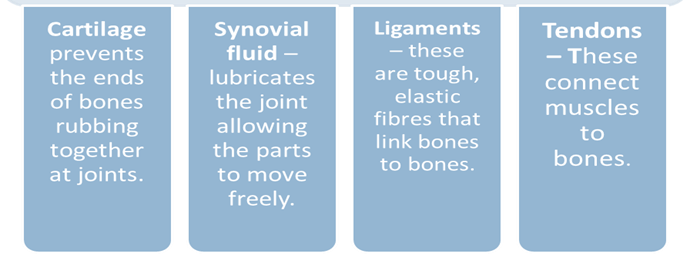 Cartilage
prevents
the ends
of bones
rubbing
together
at joints.
Synovial
fluid –
lubricates
the joint
allowing
the parts
to move
freely.
Ligaments
– these
are tough,
elastic
fibres that
link bones
to bones.
Tendons
– These
connect
muscles
to
bones.